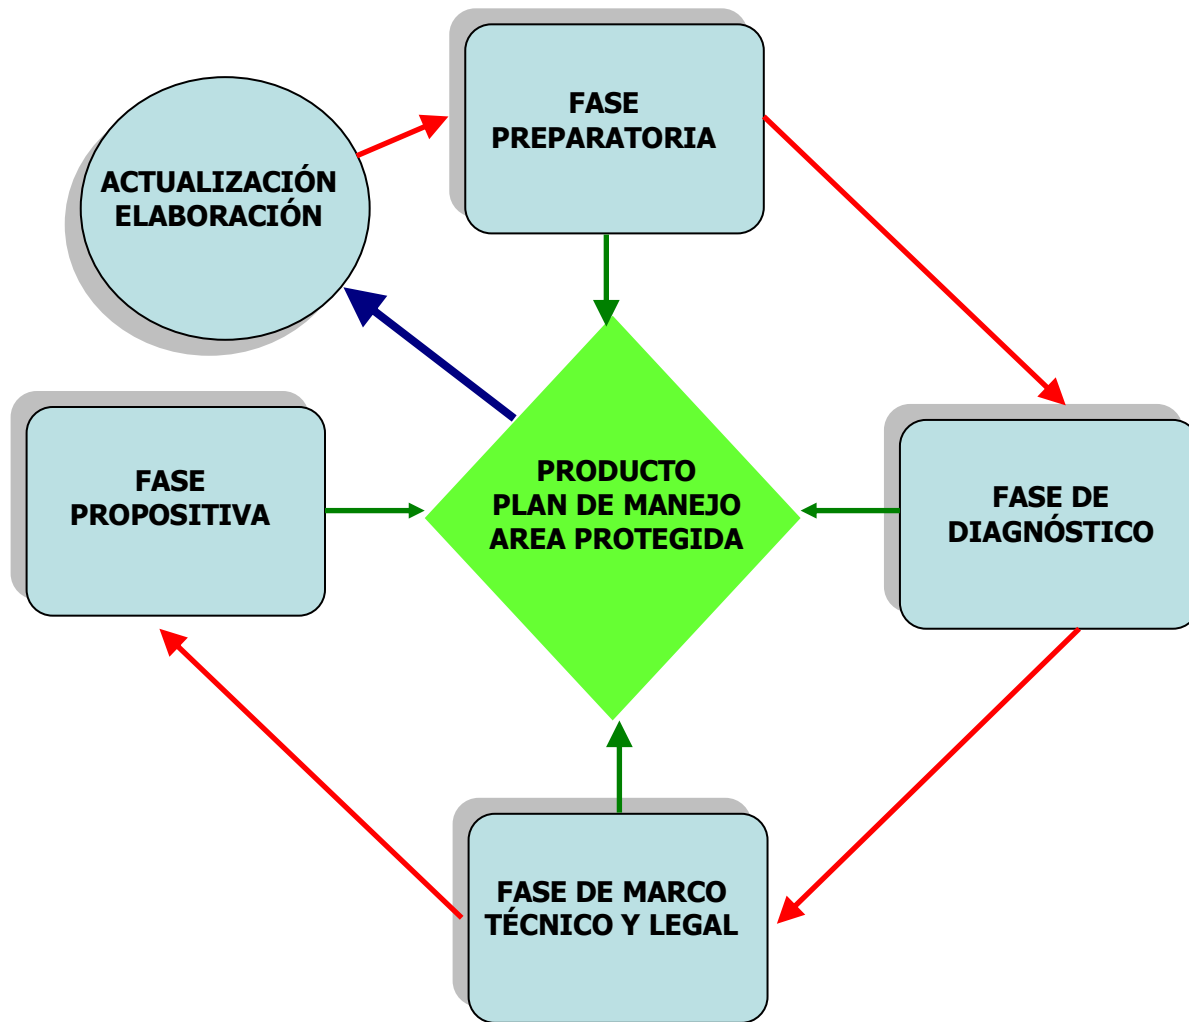 FASE
PREPARATORIA
ACTUALIZACIÓN
ELABORACIÓN
FASE
PROPOSITIVA
PRODUCTO
PLAN DE MANEJO
AREA PROTEGIDA
FASE DE
DIAGNÓSTICO
FASE DE MARCO
TÉCNICO Y LEGAL